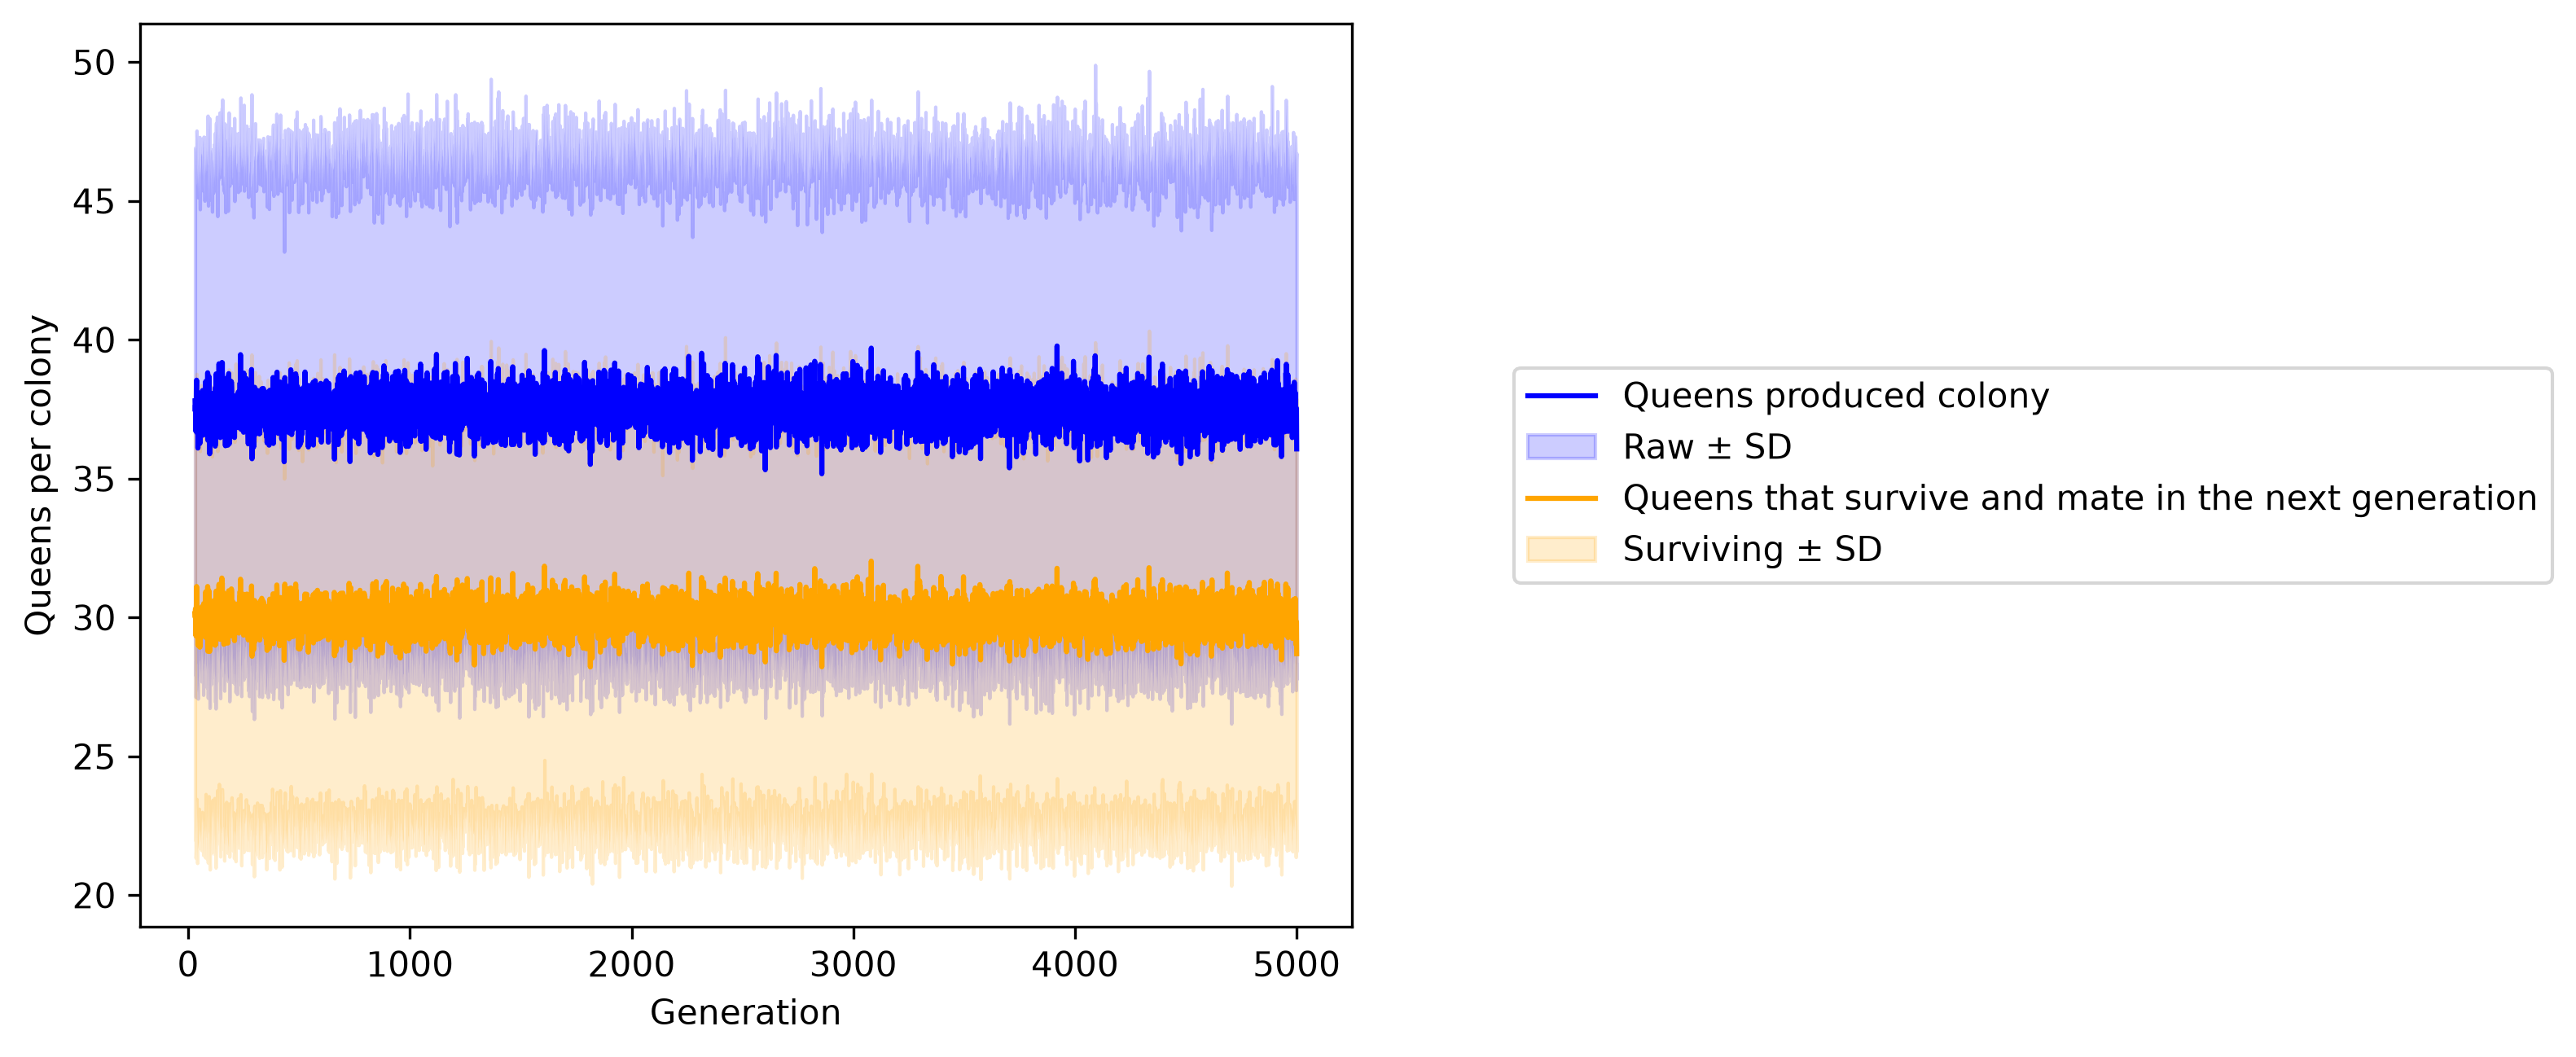 50
45
40
35
30
25
20
Queens per colony
0 1000 2000 3000 4000 5000
Generation
Queens produced colony
Raw ± SD
Queens that survive and mate in the next generation
Surviving ± SD